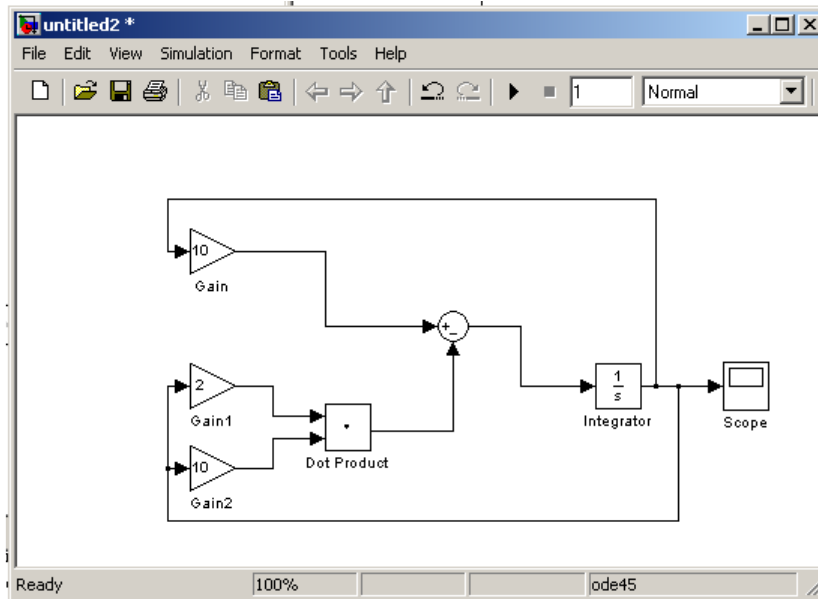 untitled2 *
File Edit View Simulation Format Tools Help
1 Normal
10
Gain
+
-
2
Gain1
10
Gain2
Dot Product
1
s
Integrator
Scope
Ready 100% ode45